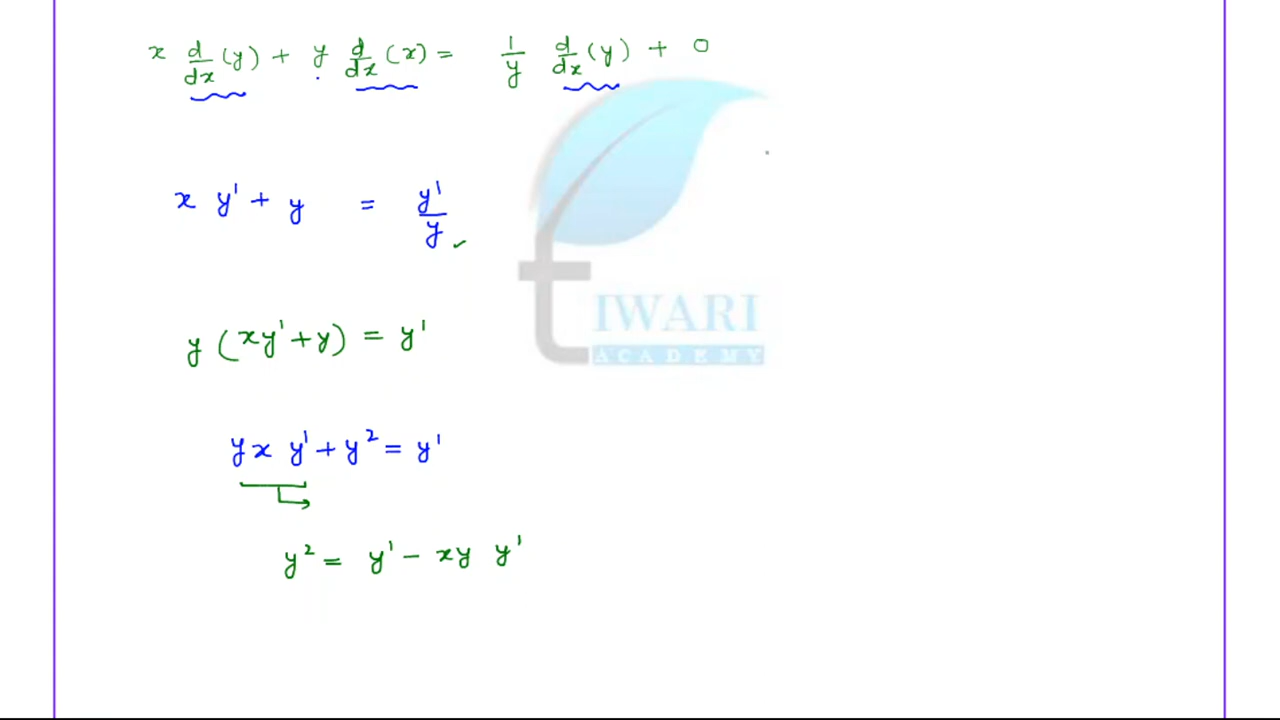 x d/dx (y) + y d/dx (x) = 1/y d/dx (y) + 0
x y' + y = y'/y ✓
y (xy' + y) = y'
tIWARI
ACADEMY
yx y' + y² = y'
y² = y' − xy y'